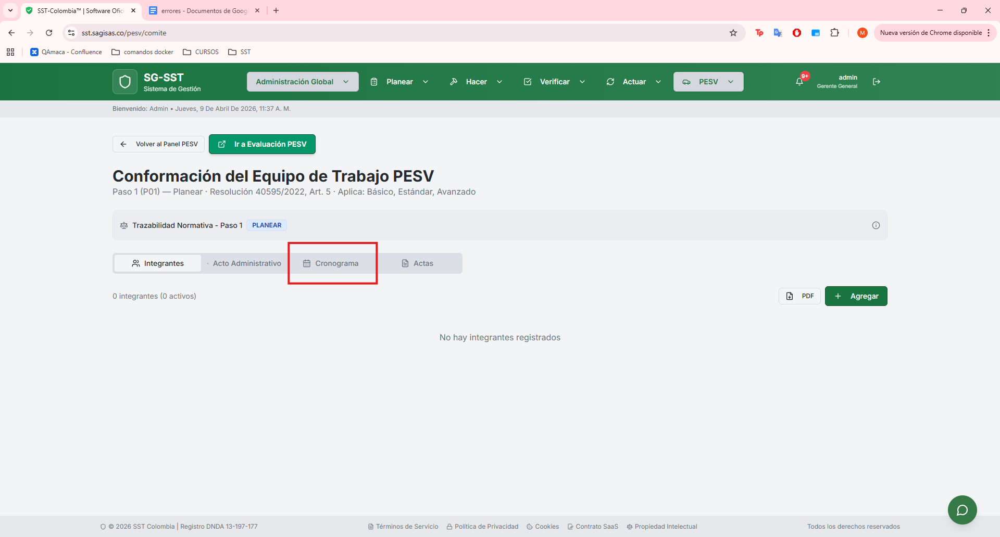 SST-Colombia™ | Software Ofic
errores - Documentos de Goog
sst.sagisas.co/pesv/comite
Tp
M
Nueva versión de Chrome disponible
QAmaca - Confluence
comandos docker
CURSOS
SST
SG-SST
Sistema de Gestión
Administración Global
Planear
Hacer
Verificar
Actuar
PESV
9+
admin
Gerente General
Bienvenido: Admin • Jueves, 9 De Abril De 2026, 11:37 A. M.
Volver al Panel PESV
Ir a Evaluación PESV
Conformación del Equipo de Trabajo PESV
Paso 1 (P01) — Planear · Resolución 40595/2022, Art. 5 · Aplica: Básico, Estándar, Avanzado
Trazabilidad Normativa - Paso 1 PLANEAR
Integrantes
Acto Administrativo
Cronograma
Actas
0 integrantes (0 activos)
PDF
Agregar
No hay integrantes registrados
© 2026 SST Colombia | Registro DNDA 13-197-177
Términos de Servicio
Política de Privacidad
Cookies
Contrato SaaS
Propiedad Intelectual
Todos los derechos reservados